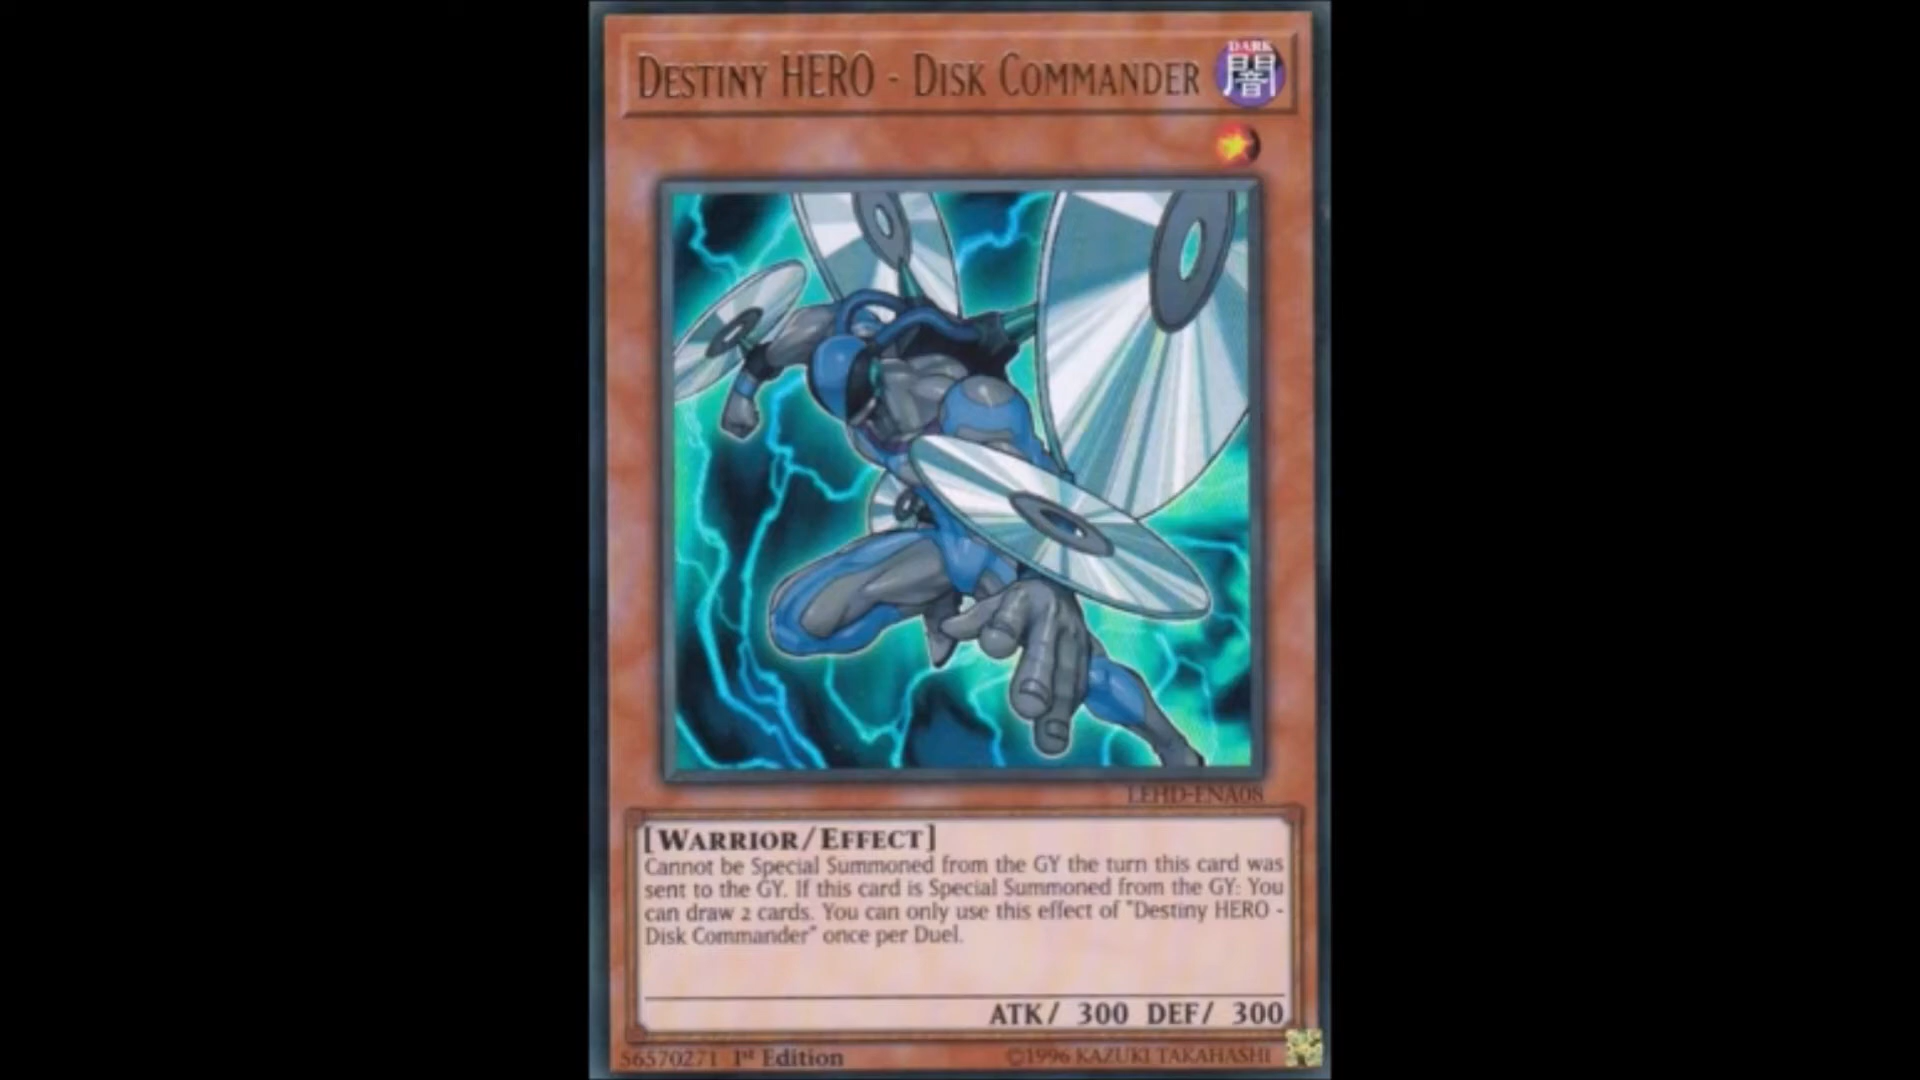 Destiny HERO - Disk Commander
DARK
闇
LEHD-ENA08
[Warrior/Effect]
Cannot be Special Summoned from the GY the turn this card was
sent to the GY. If this card is Special Summoned from the GY: You
can draw 2 cards. You can only use this effect of "Destiny HERO -
Disk Commander" once per Duel.
ATK/ 300 DEF/ 300
56570271 1st Edition ©1996 KAZUKI TAKAHASHI